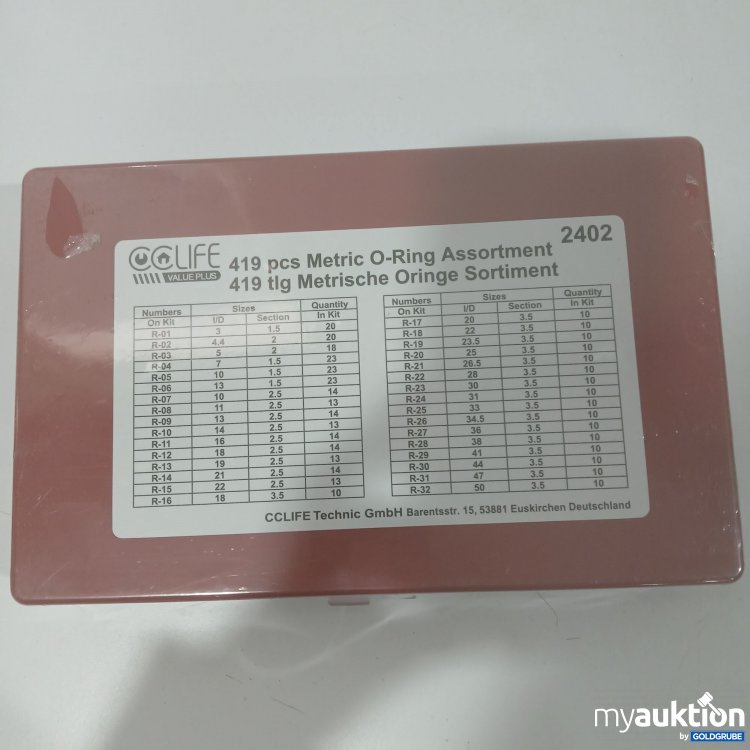 CCLIFE
VALUE PLUS
419 pcs Metric O-Ring Assortment
2402
419 tlg Metrische Oringe Sortiment
Numbers On Kit Sizes Quantity In Kit
I/D Section
R-01 3 1.5 20
R-02 4.4 2 20
R-03 5 2 18
R-04 7 1.5 23
R-05 10 1.5 23
R-06 13 1.5 23
R-07 10 2.5 14
R-08 11 2.5 13
R-09 13 2.5 14
R-10 14 2.5 13
R-11 16 2.5 14
R-12 18 2.5 13
R-13 19 2.5 14
R-14 21 2.5 14
R-15 22 2.5 13
R-16 18 3.5 10
Numbers On Kit Sizes Quantity In Kit
I/D Section
R-17 20 3.5 10
R-18 22 3.5 10
R-19 23.5 3.5 10
R-20 25 3.5 10
R-21 26.5 3.5 10
R-22 28 3.5 10
R-23 30 3.5 10
R-24 31 3.5 10
R-25 33 3.5 10
R-26 34.5 3.5 10
R-27 36 3.5 10
R-28 38 3.5 10
R-29 41 3.5 10
R-30 44 3.5 10
R-31 47 3.5 10
R-32 50 3.5 10
CCLIFE Technic GmbH Barentsstr. 15, 53881 Euskirchen Deutschland
myauktion
by GOLDGRUBE